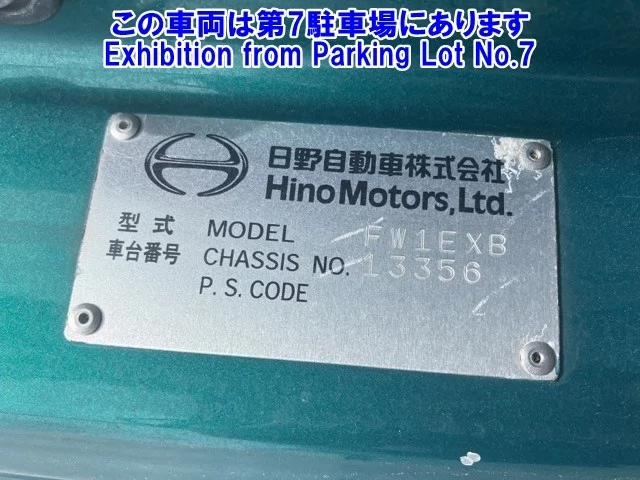 この車両は第7駐車場にあります
Exhibition from Parking Lot No.7
日野自動車株式会社
Hino Motors, Ltd.
型式 MODEL FW1EXB
車台番号 CHASSIS NO. 13356
P. S. CODE